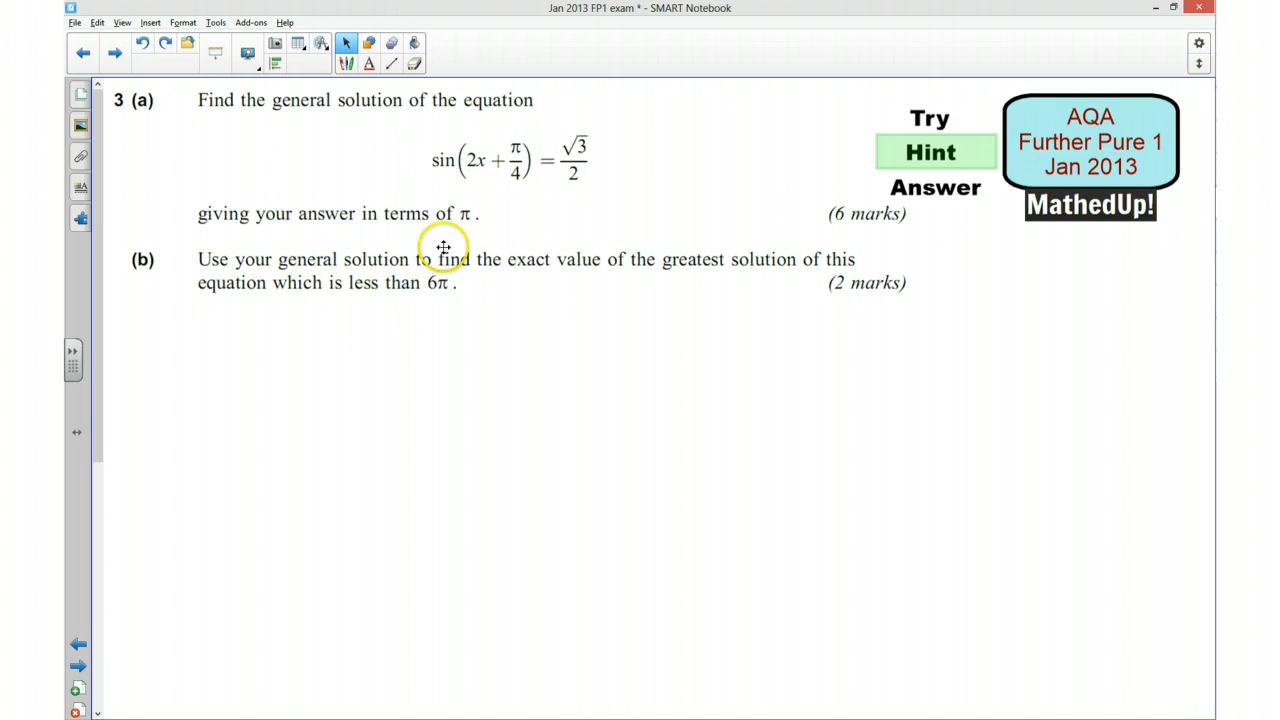 Jan 2013 FP1 exam * - SMART Notebook
File Edit View Insert Format Tools Add-ons Help
3 (a) Find the general solution of the equation
sin(2x + π/4) = √3/2
giving your answer in terms of π. (6 marks)
(b) Use your general solution to find the exact value of the greatest solution of this
equation which is less than 6π. (2 marks)
Try
Hint
Answer
AQA
Further Pure 1
Jan 2013
MathedUp!